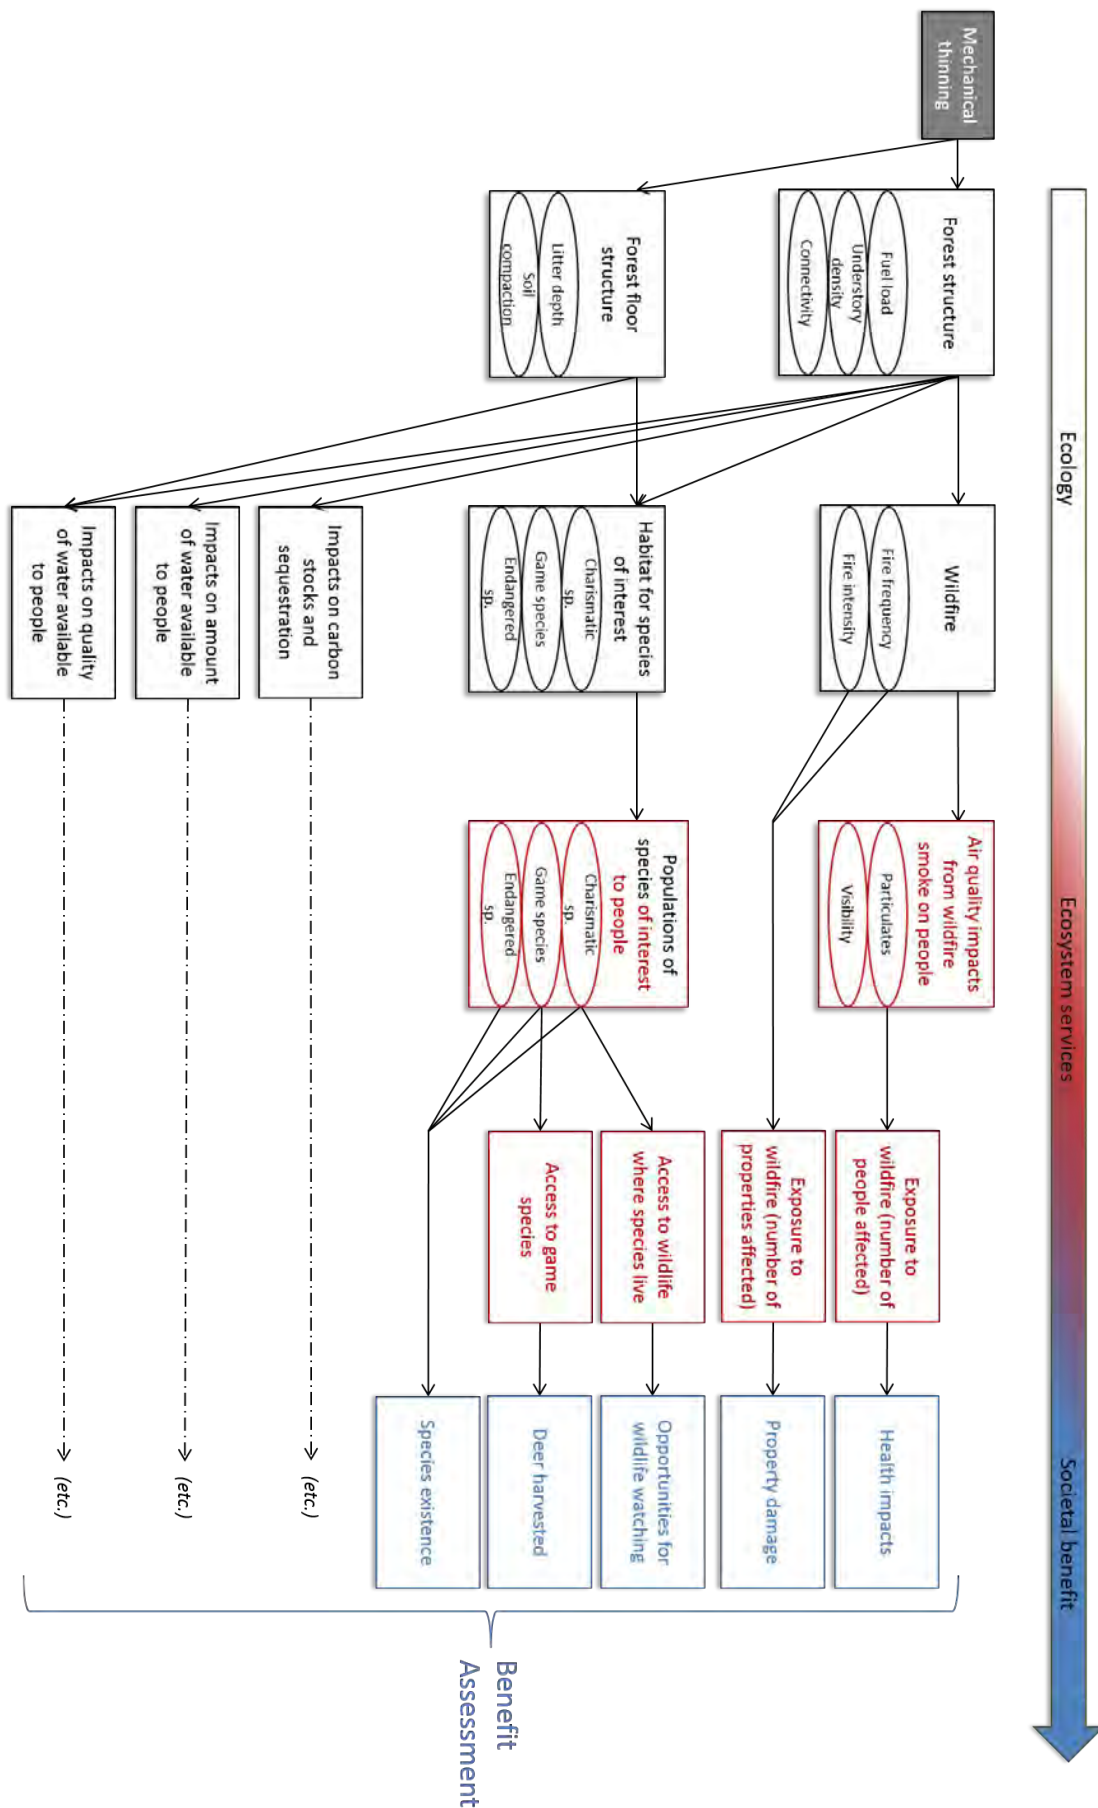 Ecology
Ecosystem services
Societal benefit
Mechanical
thinning
Forest structure
Fuel load
Understory
density
Connectivity
Forest floor
structure
Litter depth
Soil
compaction
Wildfire
Fire frequency
Fire intensity
Habitat for species
of interest
Charismatic
sp.
Game species
Endangered
sp.
Impacts on carbon
stocks and
sequestration
Impacts on amount
of water available
to people
Impacts on quality
of water available
to people
Air quality impacts
from wildfire
smoke on people
Particulates
Visibility
Populations of
species of interest
to people
Charismatic
sp.
Game species
Endangered
sp.
Exposure to
wildfire (number of
people affected)
Exposure to
wildfire (number of
properties affected)
Access to wildlife
where species live
Access to game
species
Health impacts
Property damage
Opportunities for
wildlife watching
Deer harvested
Species existence
(etc.)
(etc.)
(etc.)
Benefit
Assessment